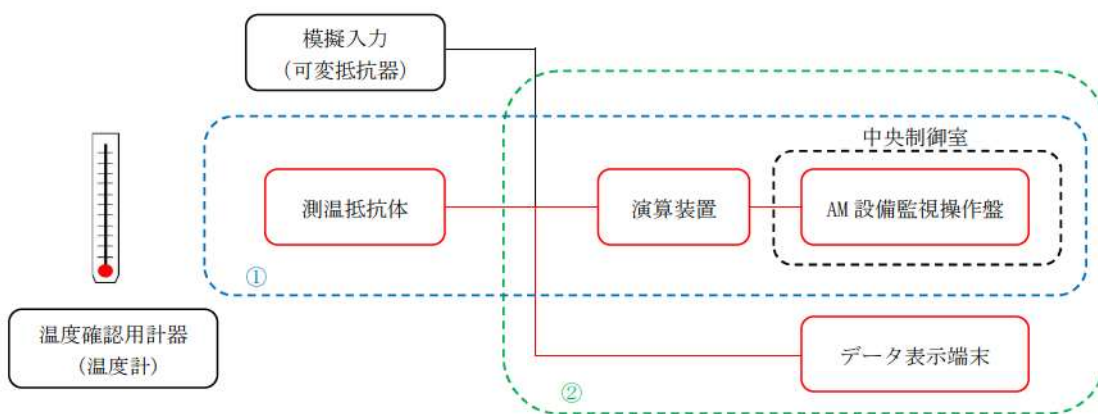 模擬入力
(可変抵抗器)
中央制御室
測温抵抗体
演算装置
AM 設備監視操作盤
①
温度確認用計器
(温度計)
データ表示端末
②